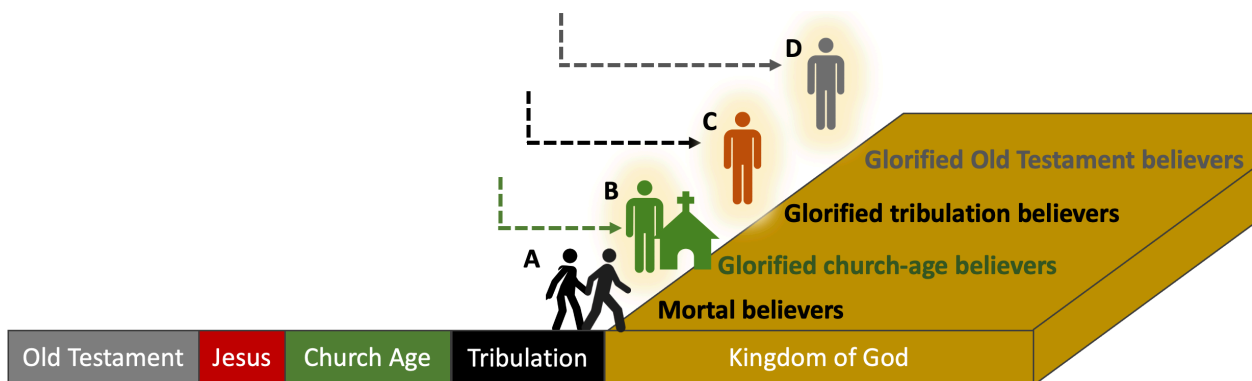 D
C
Glorified Old Testament believers
B
Glorified tribulation believers
A
Glorified church-age believers
Mortal believers
Old Testament
Jesus
Church Age
Tribulation
Kingdom of God